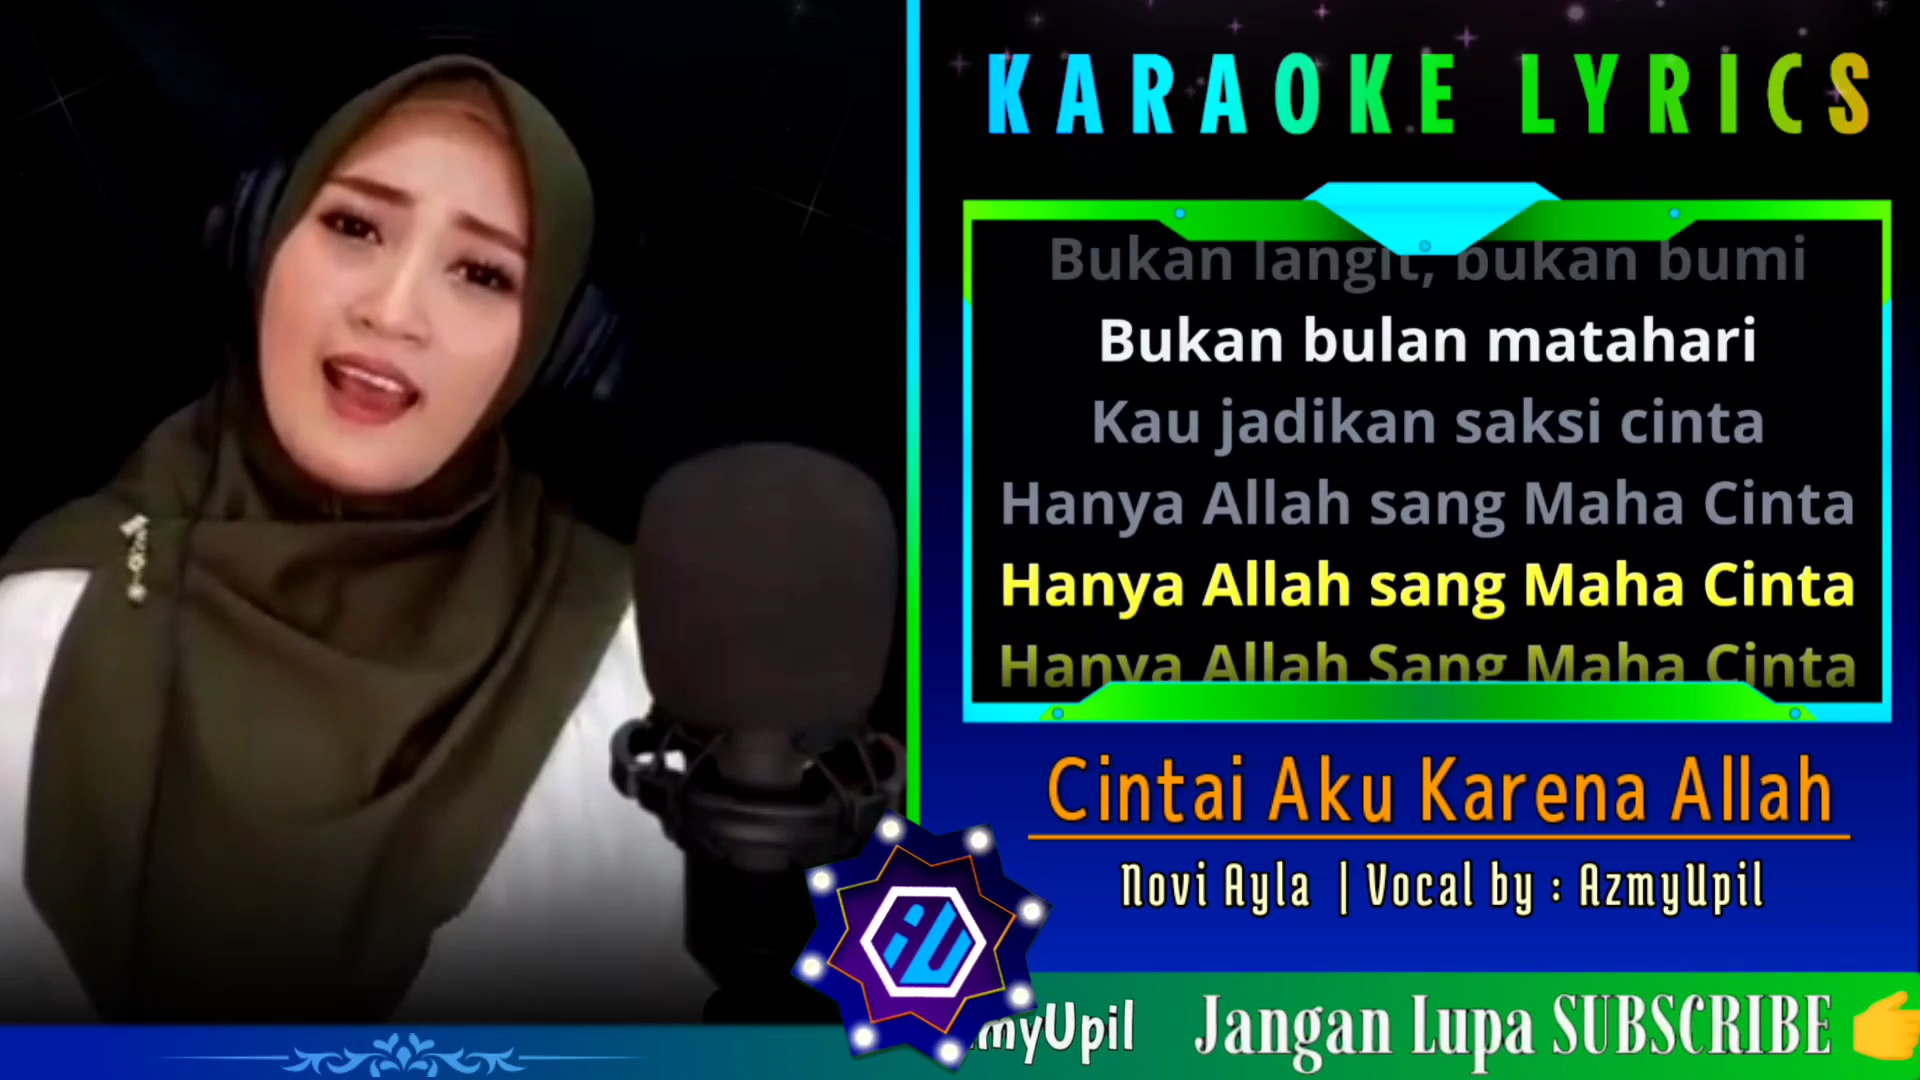 KARAOKE LYRICS
Bukan langit, bukan bumi
Bukan bulan matahari
Kau jadikan saksi cinta
Hanya Allah sang Maha Cinta
Hanya Allah sang Maha Cinta
Hanya Allah Sang Maha Cinta
Cintai Aku Karena Allah
Novi Ayla | Vocal by : AzmyUpil
myUpil Jangan Lupa SUBSCRIBE